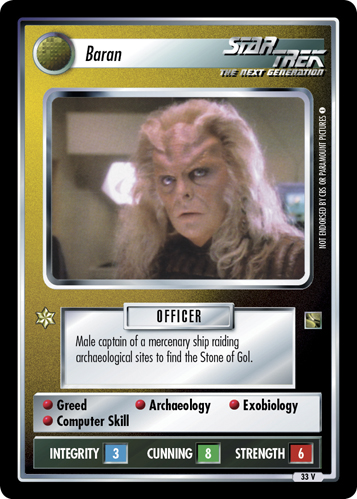 Baran
STAR TREK
THE NEXT GENERATION
NOT ENDORSED BY CBS OR PARAMOUNT PICTURES
OFFICER
Male captain of a mercenary ship raiding
archaeological sites to find the Stone of Gol.
Greed Archaeology Exobiology
Computer Skill
INTEGRITY 3 CUNNING 8 STRENGTH 6
33 V